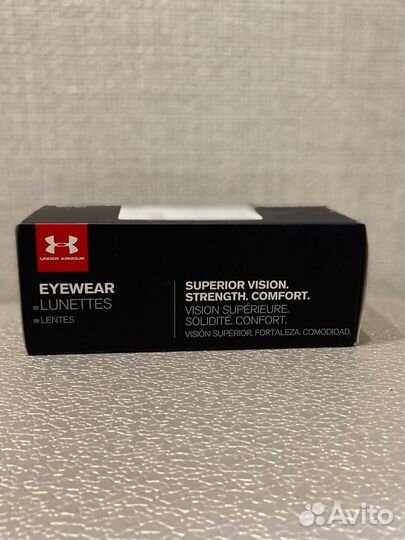 UNDER ARMOUR
EYEWEAR
LUNETTES
LENTES
SUPERIOR VISION.
STRENGTH. COMFORT.
VISION SUPÉRIEURE.
SOLIDITÉ. CONFORT.
VISIÓN SUPERIOR. FORTALEZA. COMODIDAD.
Avito